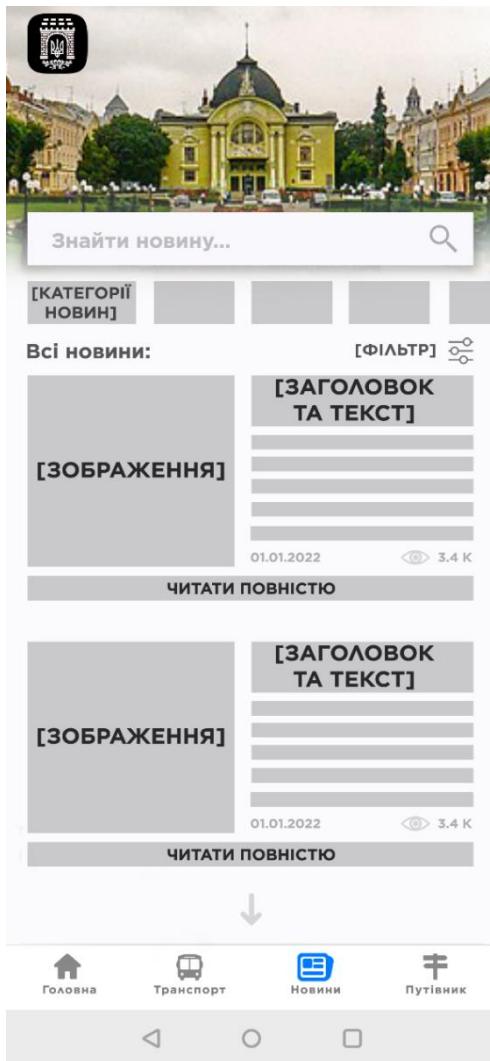 Знайти новину...
[КАТЕГОРІЇ
НОВИН]
Всі новини:
[ФІЛЬТР]
[ЗОБРАЖЕННЯ]
[ЗАГОЛОВОК
ТА ТЕКСТ]
01.01.2022
3.4 K
ЧИТАТИ ПОВНІСТЮ
[ЗОБРАЖЕННЯ]
[ЗАГОЛОВОК
ТА ТЕКСТ]
01.01.2022
3.4 K
ЧИТАТИ ПОВНІСТЮ
Головна
Транспорт
Новини
Путівник